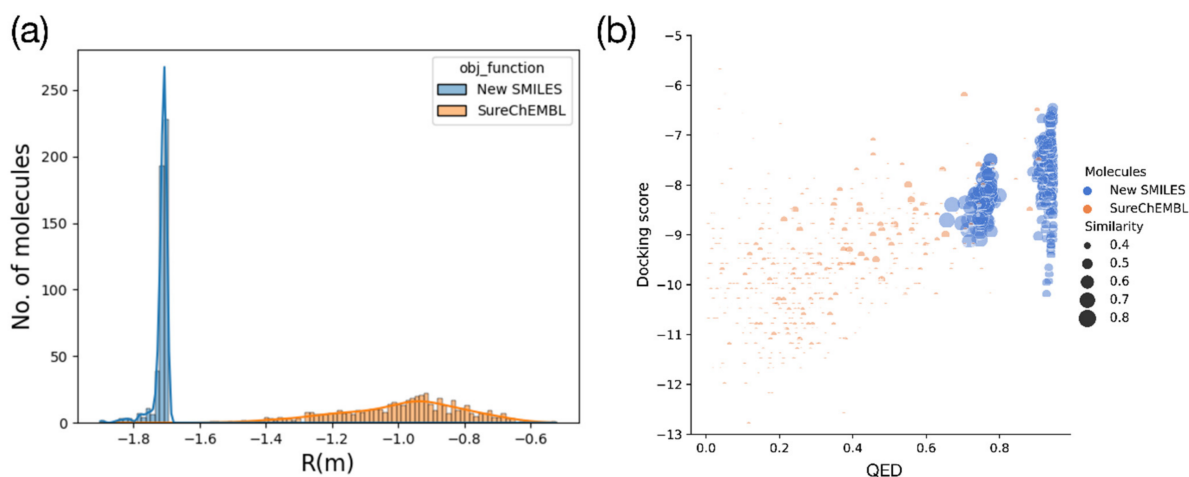 (a)
obj_function
New SMILES
SureChEMBL
250
200
150
100
50
0
No. of molecules
−1.8
−1.6
−1.4
−1.2
−1.0
−0.8
−0.6
R(m)
(b)
−5
−6
−7
−8
−9
−10
−11
−12
−13
Docking score
0.0
0.2
0.4
0.6
0.8
QED
Molecules
New SMILES
SureChEMBL
Similarity
0.4
0.5
0.6
0.7
0.8